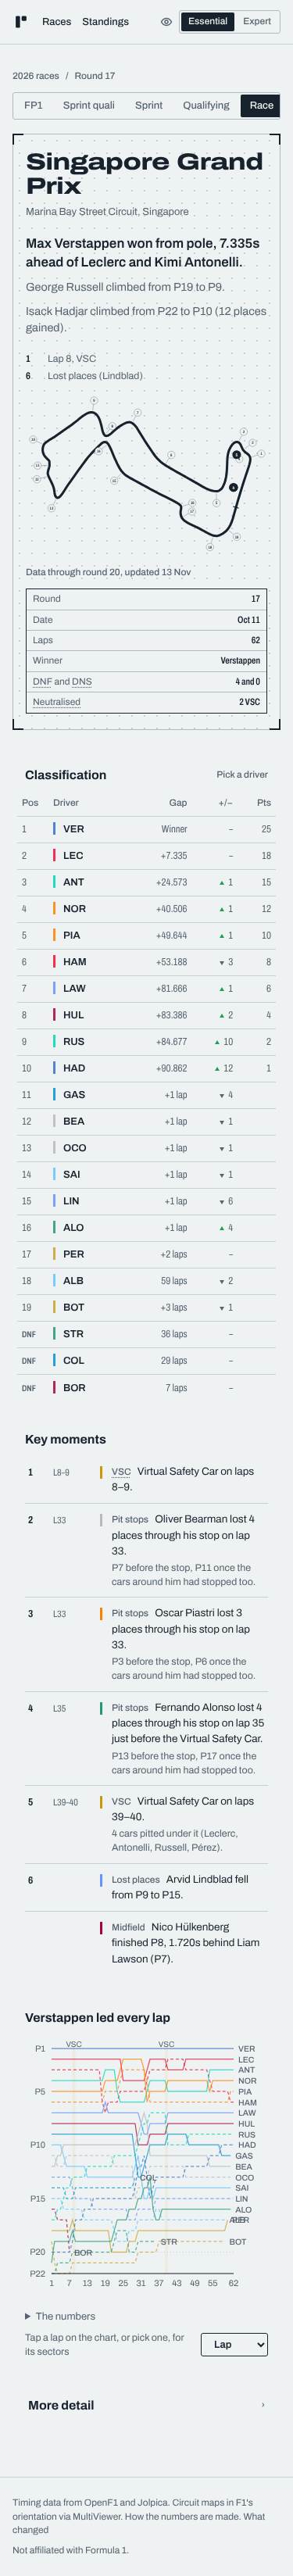 Races Standings Essential Expert
2026 races / Round 17
FP1 Sprint quali Sprint Qualifying Race
Singapore Grand
Prix
Marina Bay Street Circuit, Singapore
Max Verstappen won from pole, 7.335s
ahead of Leclerc and Kimi Antonelli.
George Russell climbed from P19 to P9.
Isack Hadjar climbed from P22 to P10 (12 places
gained).
1 Lap 8, VSC
6 Lost places (Lindblad)
Data through round 20, updated 13 Nov
Round 17
Date Oct 11
Laps 62
Winner Verstappen
DNF and DNS 4 and 0
Neutralised 2 VSC
Classification Pick a driver
Pos Driver Gap +/− Pts
1 VER Winner – 25
2 LEC +7.335 – 18
3 ANT +24.573 ▲ 1 15
4 NOR +40.506 ▲ 1 12
5 PIA +49.644 ▲ 1 10
6 HAM +53.188 ▼ 3 8
7 LAW +81.666 ▲ 1 6
8 HUL +83.386 ▲ 2 4
9 RUS +84.677 ▲ 10 2
10 HAD +90.862 ▲ 12 1
11 GAS +1 lap ▼ 4
12 BEA +1 lap ▼ 1
13 OCO +1 lap ▼ 1
14 SAI +1 lap ▼ 1
15 LIN +1 lap ▼ 6
16 ALO +1 lap ▲ 4
17 PER +2 laps –
18 ALB 59 laps ▼ 2
19 BOT +3 laps ▼ 1
DNF STR 36 laps –
DNF COL 29 laps –
DNF BOR 7 laps –
Key moments
1 L8-9 VSC Virtual Safety Car on laps
8–9.
2 L33 Pit stops Oliver Bearman lost 4
places through his stop on lap
33.
P7 before the stop, P11 once the
cars around him had stopped too.
3 L33 Pit stops Oscar Piastri lost 3
places through his stop on lap
33.
P3 before the stop, P6 once the
cars around him had stopped too.
4 L35 Pit stops Fernando Alonso lost 4
places through his stop on lap 35
just before the Virtual Safety Car.
P13 before the stop, P17 once the
cars around him had stopped too.
5 L39-40 VSC Virtual Safety Car on laps
39–40.
4 cars pitted under it (Leclerc,
Antonelli, Russell, Pérez).
6 Lost places Arvid Lindblad fell
from P9 to P15.
Midfield Nico Hülkenberg
finished P8, 1.720s behind Liam
Lawson (P7).
Verstappen led every lap
VSC VSC
P1 VER
LEC
ANT
NOR
P5 PIA
HAM
LAW
HUL
RUS
P10 HAD
GAS
BEA
COL OCO
SAI
P15 LIN
ALO
STR BOT
P20 BOR
P22
1 7 13 19 25 31 37 43 49 55 62
▶ The numbers
Tap a lap on the chart, or pick one, for
its sectors
Lap
More detail ›
Timing data from OpenF1 and Jolpica. Circuit maps in F1's
orientation via MultiViewer. How the numbers are made. What
changed
Not affiliated with Formula 1.